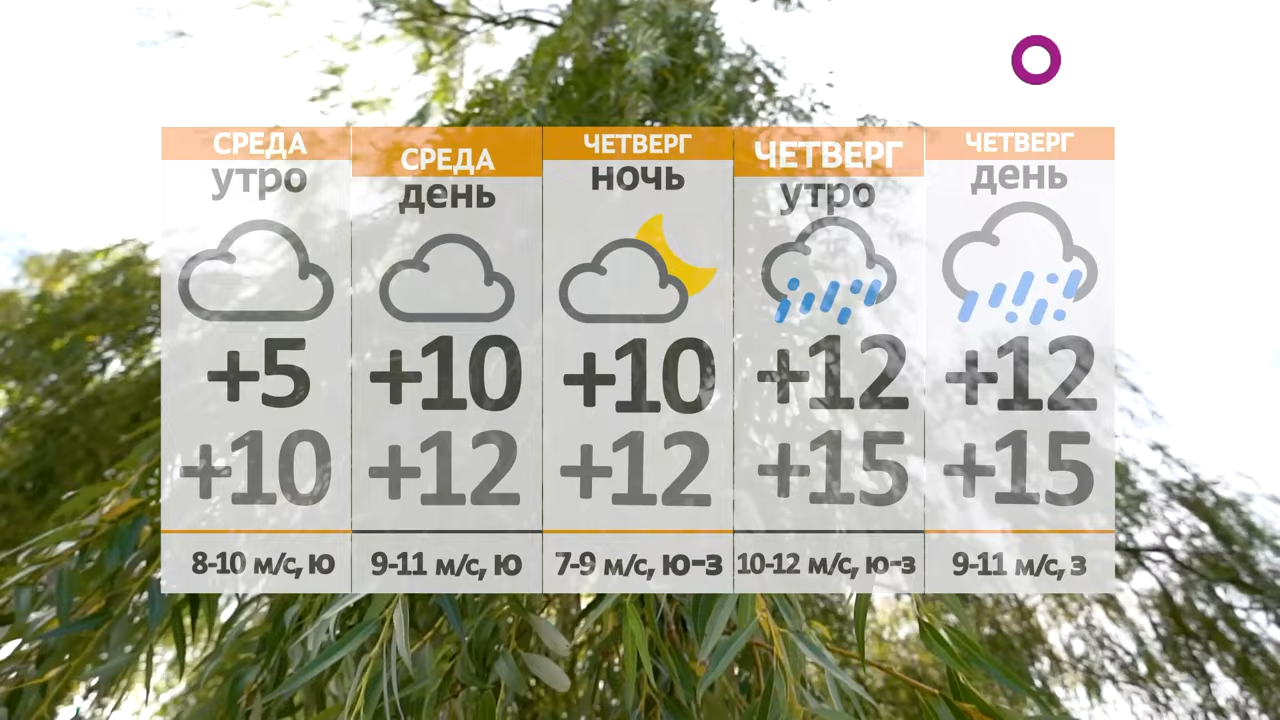 СРЕДА
утро
+5
+10
8-10 м/с, ю
СРЕДА
день
+10
+12
9-11 м/с, ю
ЧЕТВЕРГ
ночь
+10
+12
7-9 м/с, ю-з
ЧЕТВЕРГ
утро
+12
+15
10-12 м/с, ю-з
ЧЕТВЕРГ
день
+12
+15
9-11 м/с, з